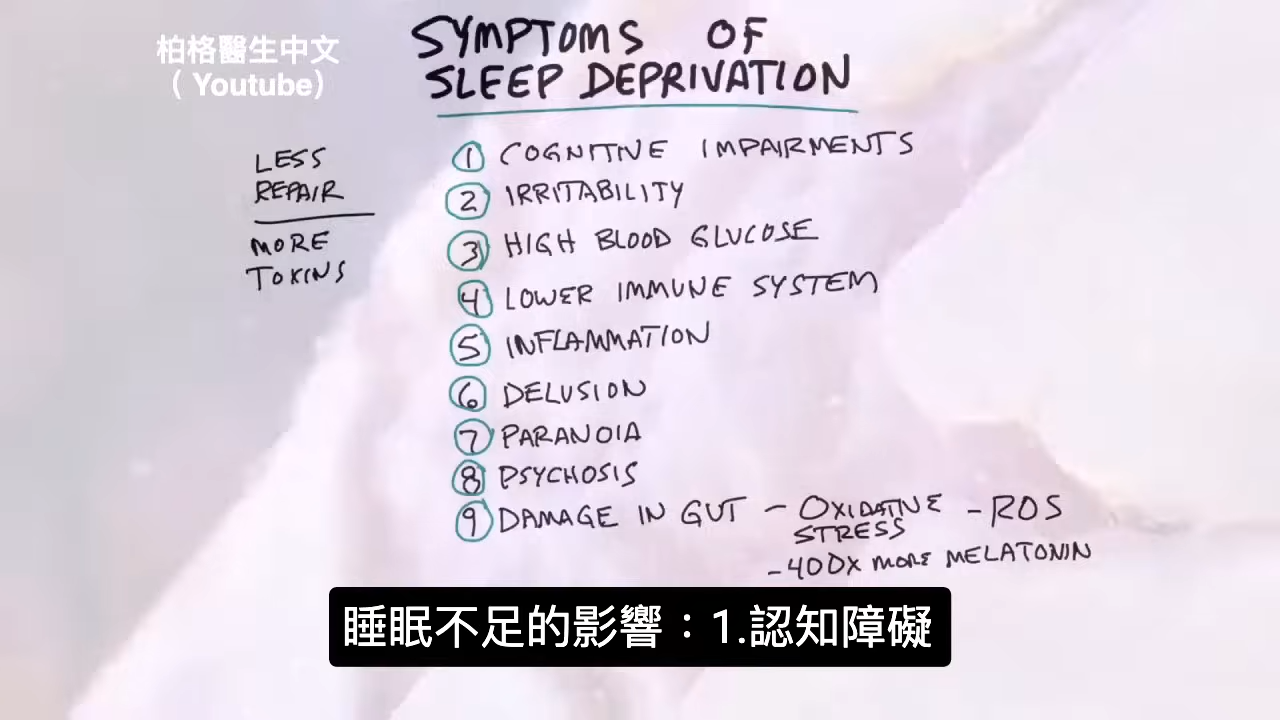 柏格醫生中文
（Youtube）
SYMPTOMS OF
SLEEP DEPRIVATION
LESS
REPAIR
MORE
TOXINS
1 COGNITIVE IMPAIRMENTS
2 IRRITABILITY
3 HIGH BLOOD GLUCOSE
4 LOWER IMMUNE SYSTEM
5 INFLAMMATION
6 DELUSION
7 PARANOIA
8 PSYCHOSIS
9 DAMAGE IN GUT - OXIDATIVE - ROS
STRESS
- 400X MORE MELATONIN
睡眠不足的影響：1.認知障礙